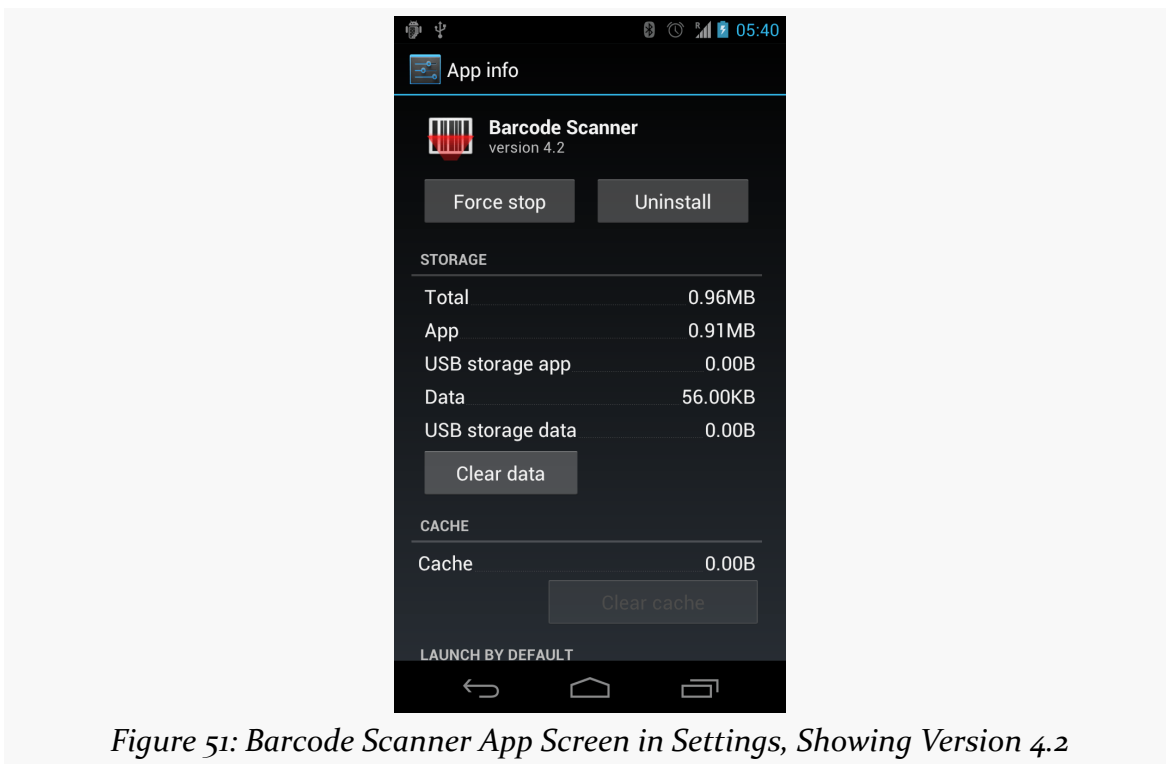 R 05:40
App info
Barcode Scanner
version 4.2
Force stop Uninstall
STORAGE
Total 0.96MB
App 0.91MB
USB storage app 0.00B
Data 56.00KB
USB storage data 0.00B
Clear data
CACHE
Cache 0.00B
Clear cache
LAUNCH BY DEFAULT
Figure 51: Barcode Scanner App Screen in Settings, Showing Version 4.2